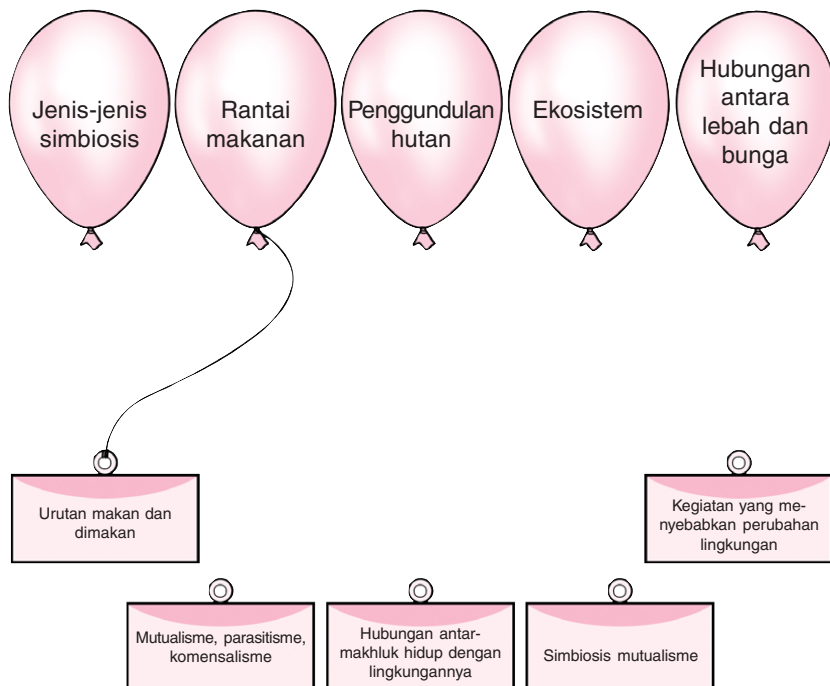 Jenis-jenis
simbiosis
Rantai
makanan
Penggundulan
hutan
Ekosistem
Hubungan
antara
lebah dan
bunga
Urutan makan dan
dimakan
Kegiatan yang me-
nyebabkan perubahan
lingkungan
Mutualisme, parasitisme,
komensalisme
Hubungan antar-
makhluk hidup dengan
lingkungannya
Simbiosis mutualisme